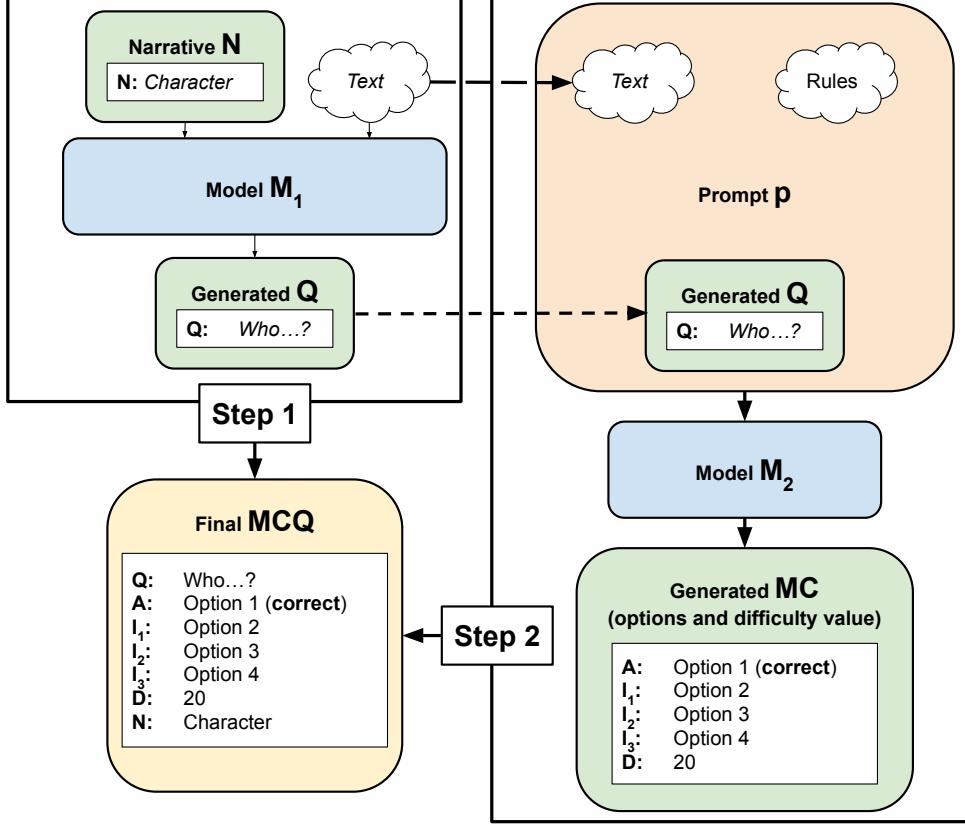 Narrative N
N: Character
Text
Model M₁
Generated Q
Q: Who…?
Step 1
Final MCQ
Q: Who…?
A: Option 1 (correct)
I₁: Option 2
I₂: Option 3
I₃: Option 4
D: 20
N: Character
Text
Rules
Prompt p
Generated Q
Q: Who…?
Model M₂
Generated MC
(options and difficulty value)
A: Option 1 (correct)
I₁: Option 2
I₂: Option 3
I₃: Option 4
D: 20
Step 2